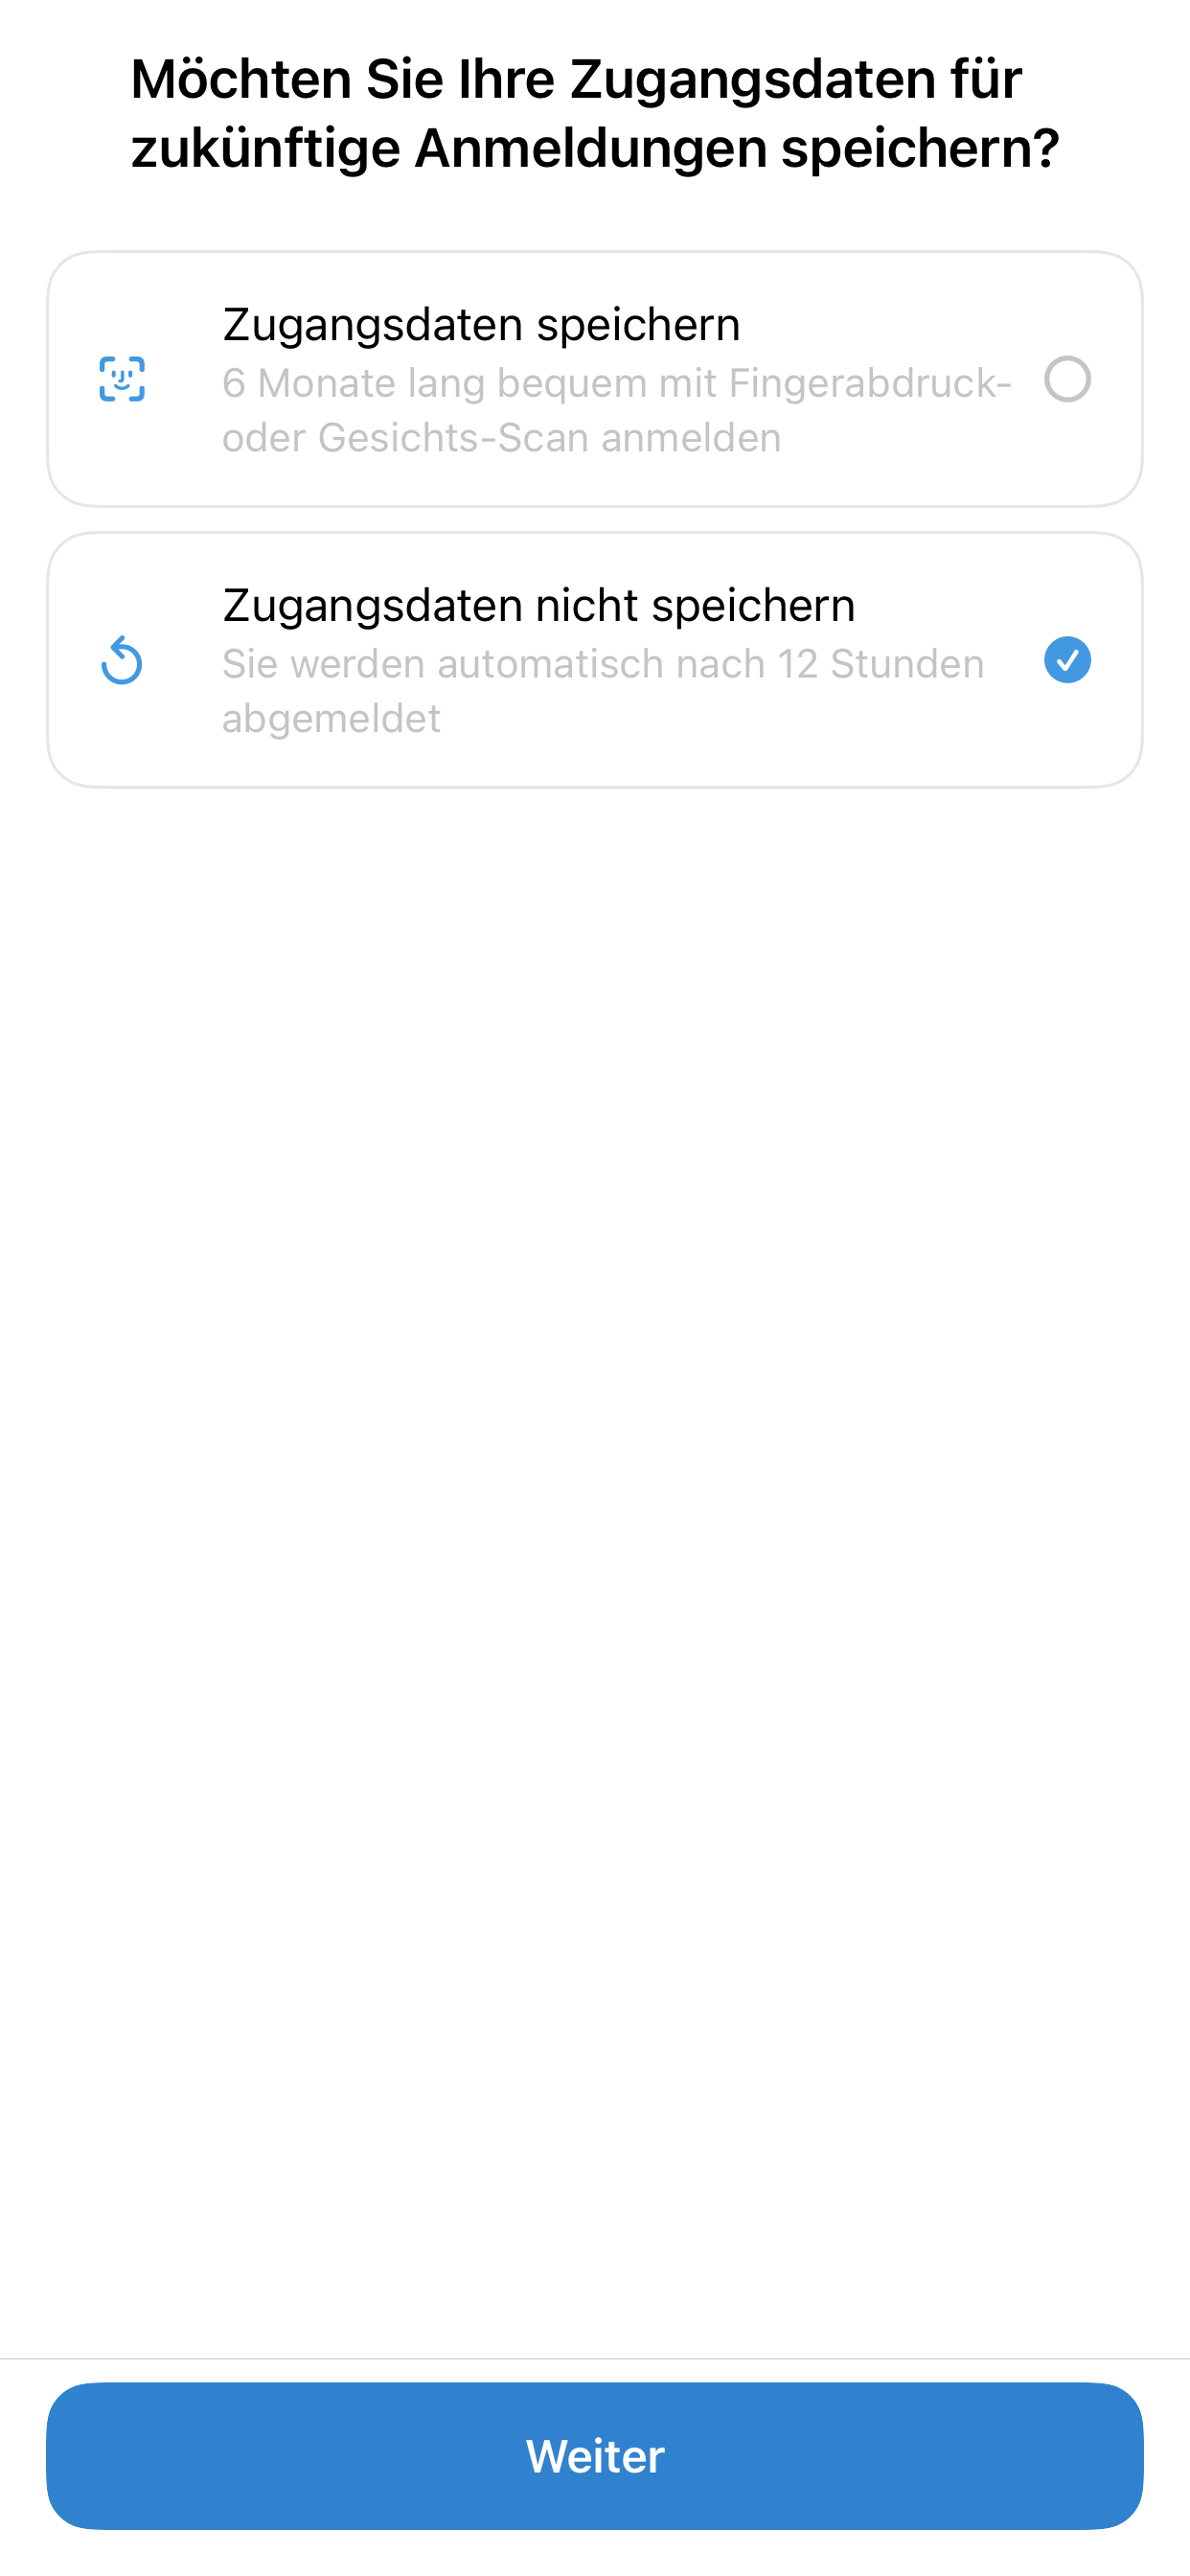 Möchten Sie Ihre Zugangsdaten für
zukünftige Anmeldungen speichern?
Zugangsdaten speichern
6 Monate lang bequem mit Fingerabdruck-
oder Gesichts-Scan anmelden
Zugangsdaten nicht speichern
Sie werden automatisch nach 12 Stunden
abgemeldet
Weiter